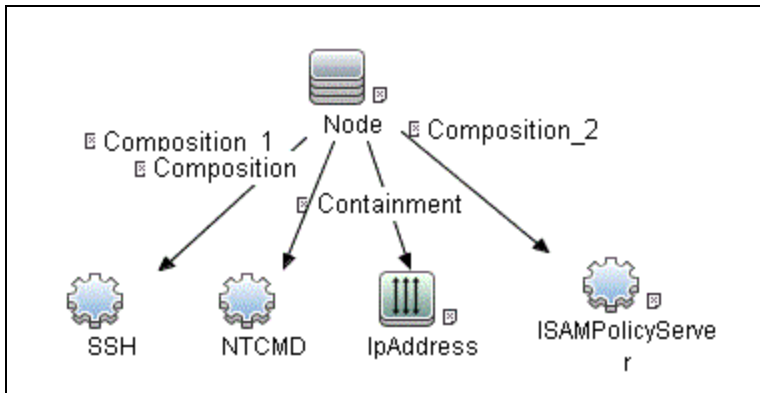 Node
Composition_1
Composition_2
Composition
Containment
SSH
NTCMD
IpAddress
ISAMPolicyServe
r